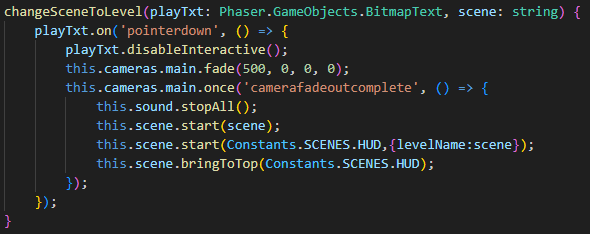 changeSceneToLevel(playTxt: Phaser.GameObjects.BitmapText, scene: string) {
    playTxt.on('pointerdown', () => {
        playTxt.disableInteractive();
        this.cameras.main.fade(500, 0, 0, 0);
        this.cameras.main.once('camerafadeoutcomplete', () => {
            this.sound.stopAll();
            this.scene.start(scene);
            this.scene.start(Constants.SCENES.HUD,{levelName:scene});
            this.scene.bringToTop(Constants.SCENES.HUD);
        });
    });
}